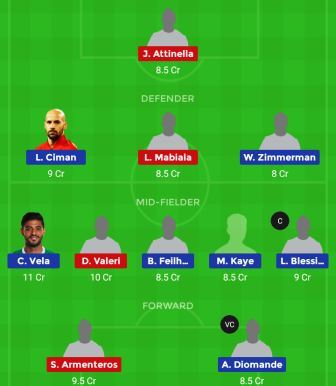 J. Attinella
8.5 Cr
DEFENDER
L. Ciman
L. Mabiala
W. Zimmerman
9 Cr
8.5 Cr
8 Cr
MID-FIELDER
C
C. Vela
D. Valeri
B. Feilh...
M. Kaye
L. Blessi...
11 Cr
10 Cr
8.5 Cr
8.5 Cr
9 Cr
FORWARD
VC
S. Armenteros
A. Diomande
9.5 Cr
8.5 Cr